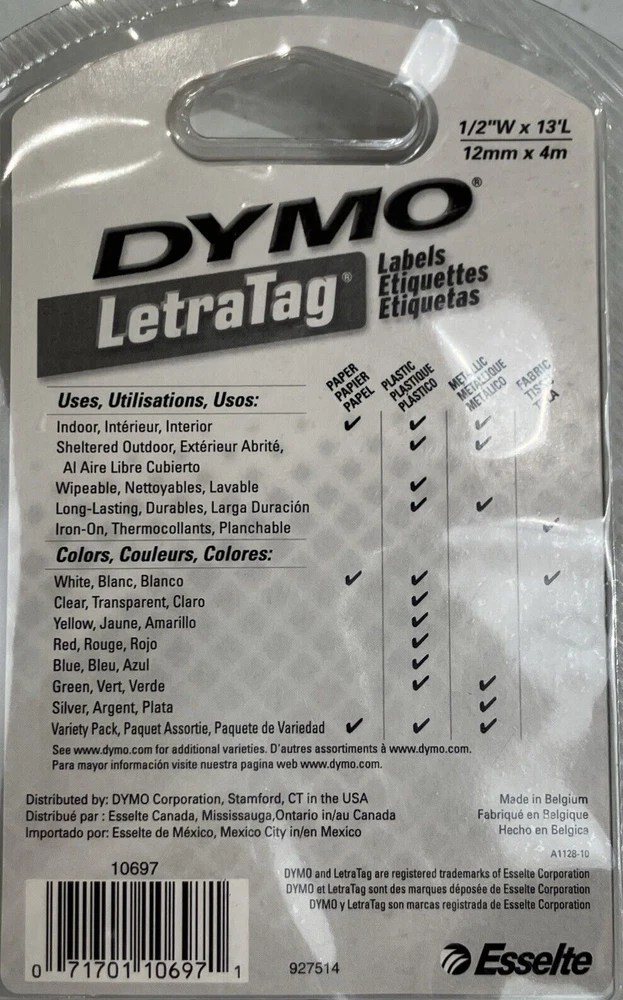 1/2"W x 13'L
12mm x 4m
DYMO®
LetraTag®
Labels
Etiquettes
Etiquetas
PAPER
PAPIER
PAPEL
PLASTIC
PLASTIQUE
PLÁSTICO
METALLIC
MÉTALLIQUE
METÁLICO
FABRIC
Uses, Utilisations, Usos:
Indoor, Intérieur, Interior ✓ ✓ ✓
Sheltered Outdoor, Extérieur Abrité, ✓ ✓
Al Aire Libre Cubierto
Wipeable, Nettoyables, Lavable ✓
Long-Lasting, Durables, Larga Duración ✓ ✓
Iron-On, Thermocollants, Planchable ✓
Colors, Couleurs, Colores:
White, Blanc, Blanco ✓ ✓ ✓
Clear, Transparent, Claro ✓
Yellow, Jaune, Amarillo ✓
Red, Rouge, Rojo ✓
Blue, Bleu, Azul ✓
Green, Vert, Verde ✓ ✓
Silver, Argent, Plata ✓
Variety Pack, Paquet Assortie, Paquete de Variedad ✓ ✓ ✓
See www.dymo.com for additional varieties. D'autres assortiments à www.dymo.com.
Para mayor información visite nuestra pagina web www.dymo.com.
Distributed by: DYMO Corporation, Stamford, CT in the USA
Distribué par : Esselte Canada, Mississauga,Ontario in/au Canada
Importado por: Esselte de México, Mexico City in/en Mexico
Made in Belgium
Fabriqué en Belgique
Hecho en Belgica
A1128-10
10697
0 71701 10697 1
DYMO and LetraTag are registered trademarks of Esselte Corporation
DYMO et LetraTag sont des marques déposée de Esselte Corporation
DYMO y LetraTag son marcas registrada de Esselte Corporation
927514
Esselte